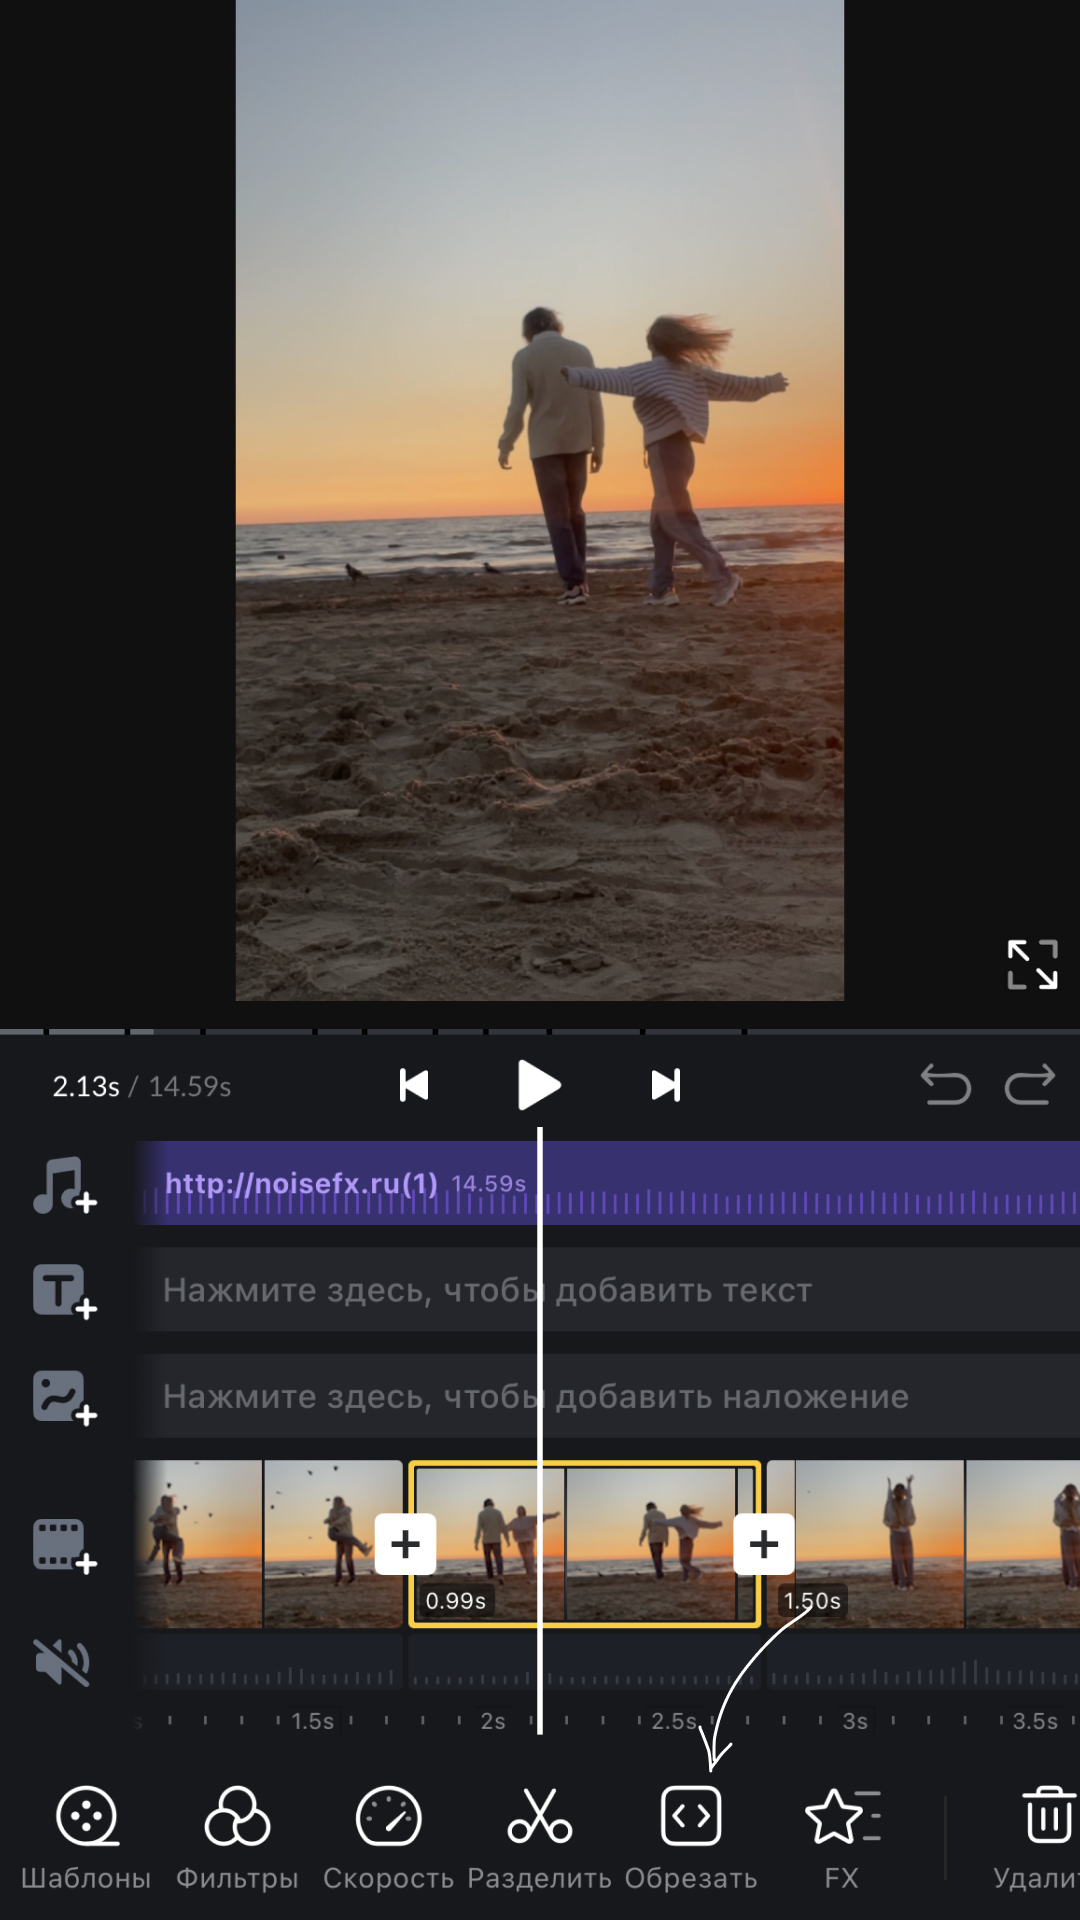 2.13s / 14.59s
http://noisefx.ru(1) 14.59s
Нажмите здесь, чтобы добавить текст
Нажмите здесь, чтобы добавить наложение
0.99s
1.50s
1.5s 2s 2.5s 3s 3.5s
Шаблоны Фильтры Скорость Разделить Обрезать FX Удали